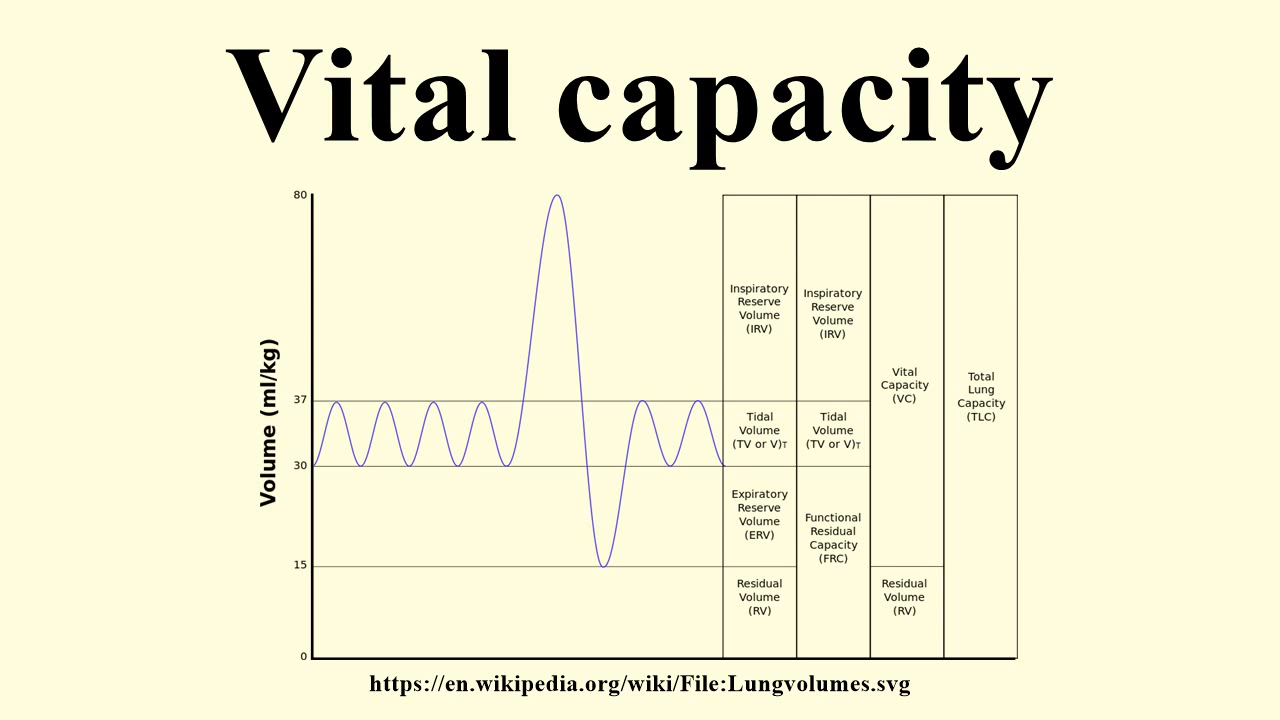 Vital capacity
80
37
30
15
0
Volume (ml/kg)
Inspiratory
Reserve
Volume
(IRV)
Tidal
Volume
(TV or V)T
Expiratory
Reserve
Volume
(ERV)
Residual
Volume
(RV)
Inspiratory
Reserve
Volume
(IRV)
Tidal
Volume
(TV or V)T
Functional
Residual
Capacity
(FRC)
Vital
Capacity
(VC)
Residual
Volume
(RV)
Total
Lung
Capacity
(TLC)
https://en.wikipedia.org/wiki/File:Lungvolumes.svg